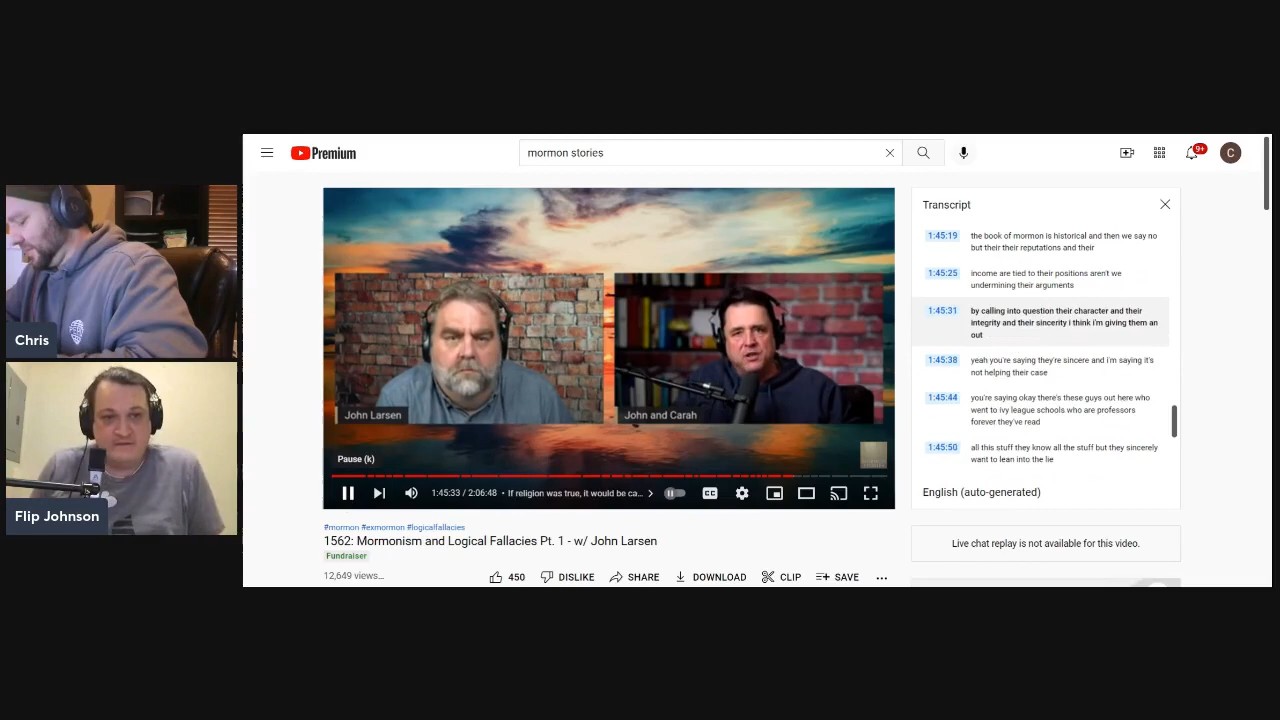 Premium
mormon stories
9+
C
Chris
Flip Johnson
John Larsen
John and Carah
Pause (k)
1:45:33 / 2:06:48 • If religion was true, it would be ca...
CC
Transcript
1:45:19 the book of mormon is historical and then we say no
but their their reputations and their
1:45:25 income are tied to their positions aren't we
undermining their arguments
1:45:31 by calling into question their character and their
integrity and their sincerity i think i'm giving them an
out
1:45:38 yeah you're saying they're sincere and i'm saying it's
not helping their case
1:45:44 you're saying okay there's these guys out here who
went to ivy league schools who are professors
forever they've read
1:45:50 all this stuff they know all the stuff but they sincerely
want to lean into the lie
English (auto-generated)
Live chat replay is not available for this video.
#mormon #exmormon #logicalfallacies
1562: Mormonism and Logical Fallacies Pt. 1 - w/ John Larsen
Fundraiser
12,649 views...
450
DISLIKE
SHARE
DOWNLOAD
CLIP
SAVE